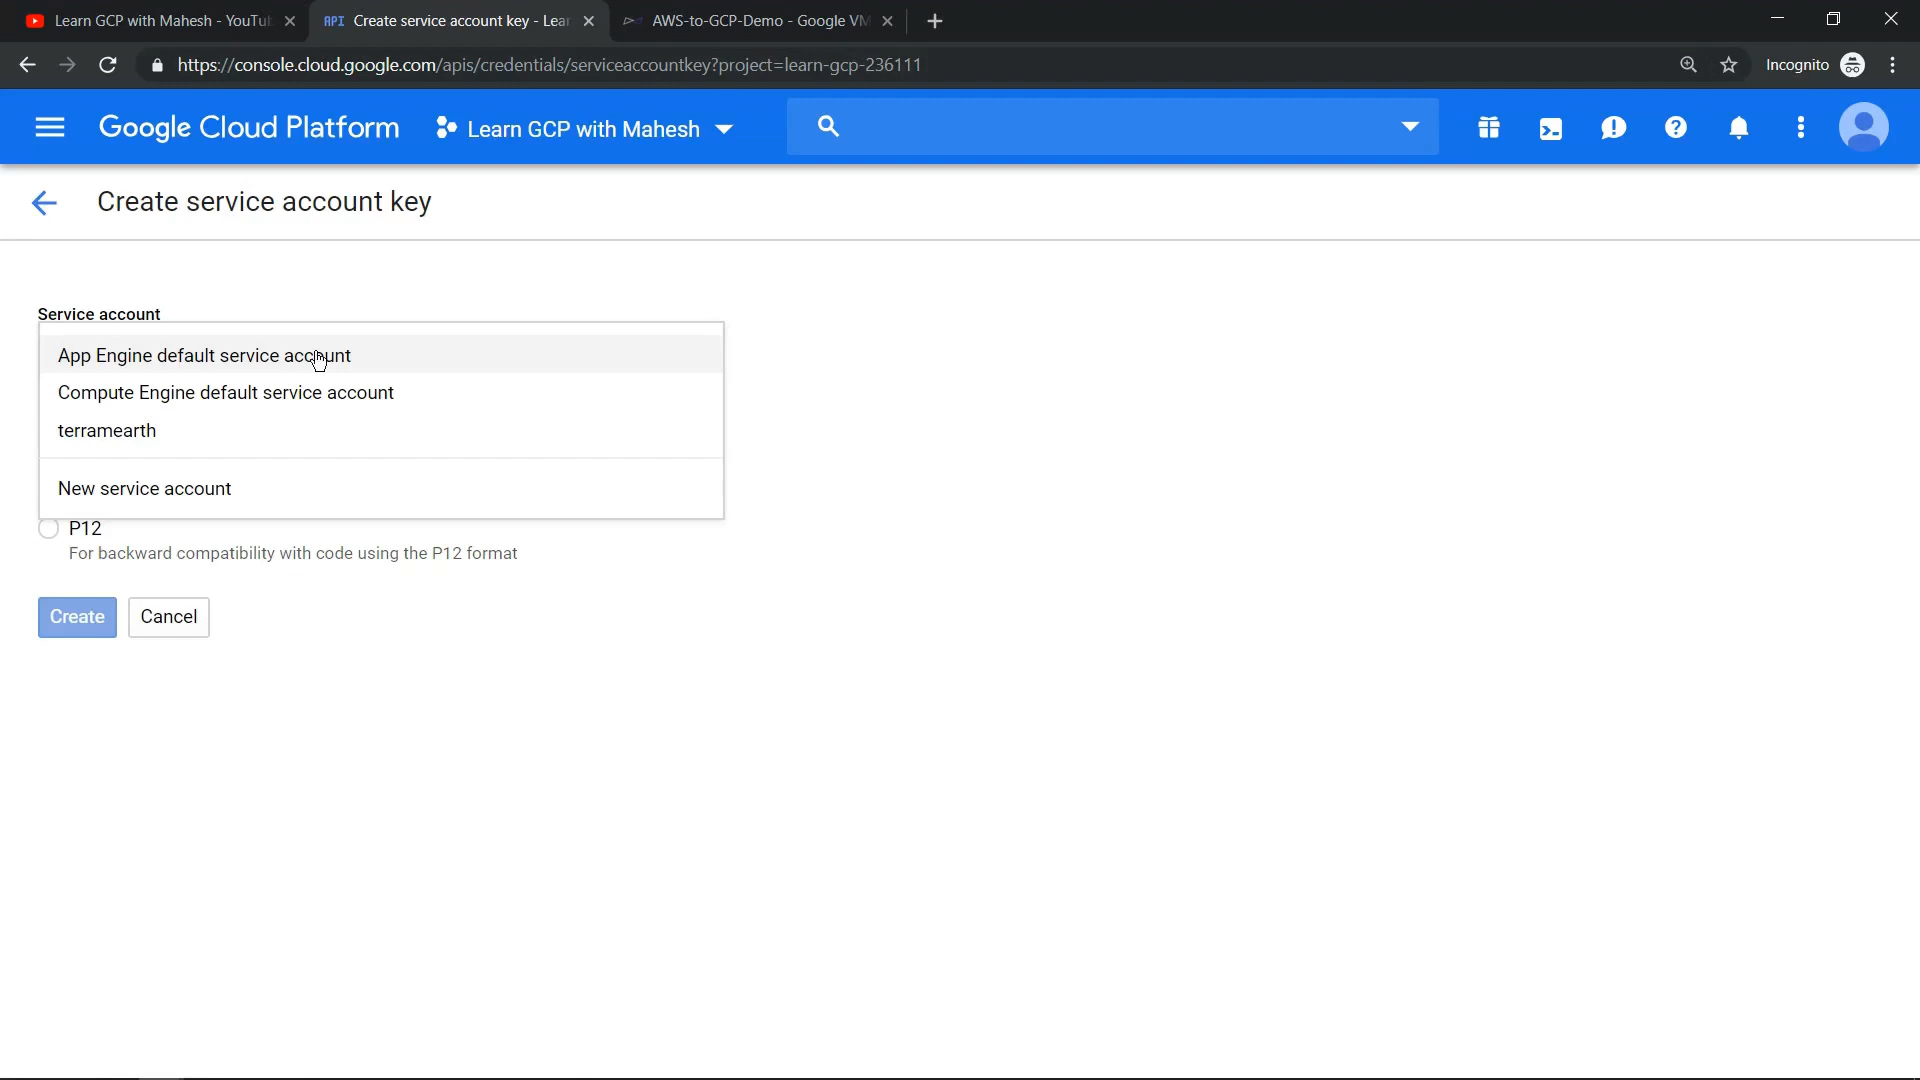 Learn GCP with Mahesh - YouTu
API Create service account key - Lea
AWS-to-GCP-Demo - Google VM
https://console.cloud.google.com/apis/credentials/serviceaccountkey?project=learn-gcp-236111
Incognito
Google Cloud Platform
Learn GCP with Mahesh
Create service account key
Service account
App Engine default service account
Compute Engine default service account
terramearth
New service account
P12
For backward compatibility with code using the P12 format
Create
Cancel